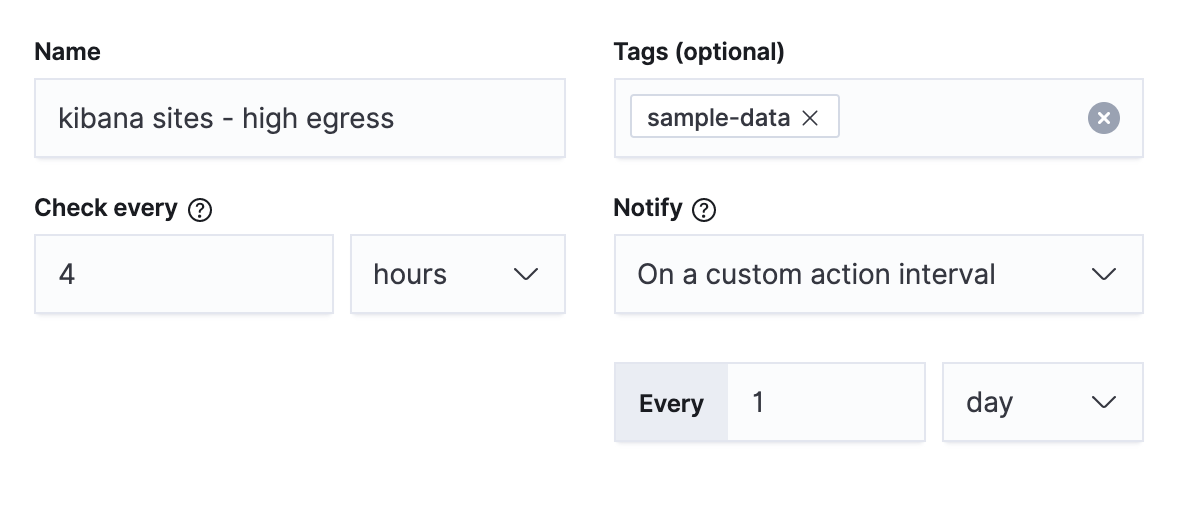 Name
kibana sites - high egress
Tags (optional)
sample-data
Check every
4
hours
Notify
On a custom action interval
Every
1
day